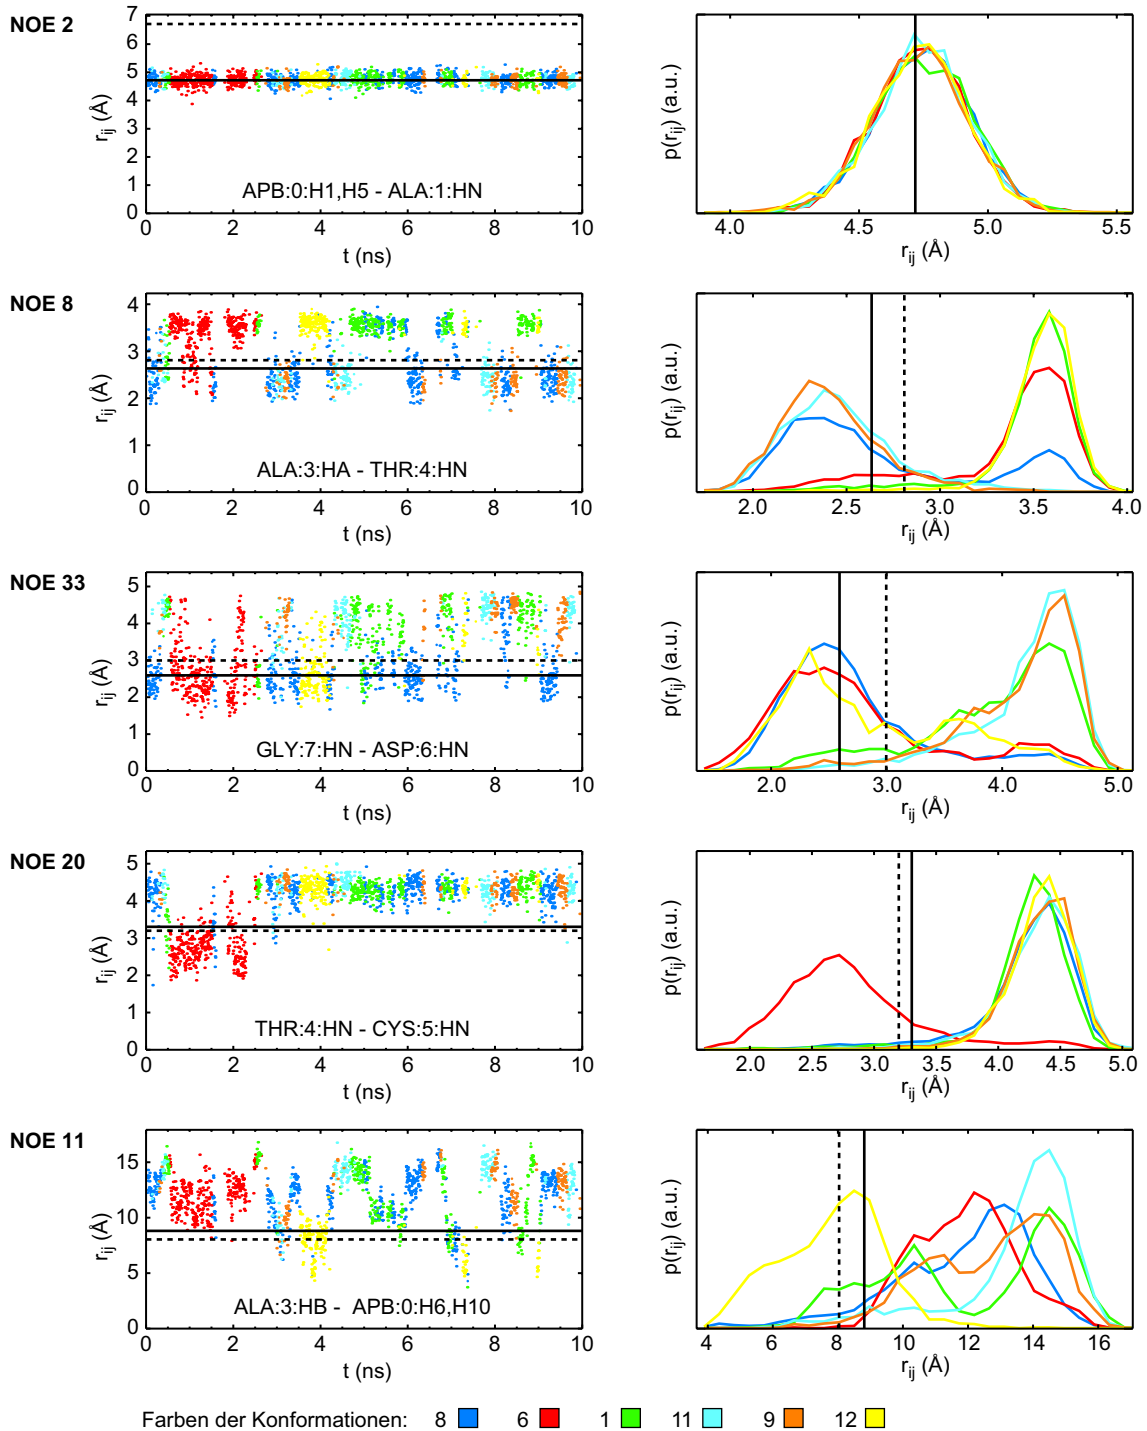 NOE 2
7
6
5
4
3
2
1
0
r_ij (Å)
APB:0:H1,H5 - ALA:1:HN
0 2 4 6 8 10
t (ns)
p(r_ij) (a.u.)
4.0 4.5 5.0 5.5
r_ij (Å)
NOE 8
4
3
2
1
0
r_ij (Å)
ALA:3:HA - THR:4:HN
0 2 4 6 8 10
t (ns)
p(r_ij) (a.u.)
2.0 2.5 3.0 3.5 4.0
r_ij (Å)
NOE 33
5
4
3
2
1
0
r_ij (Å)
GLY:7:HN - ASP:6:HN
0 2 4 6 8 10
t (ns)
p(r_ij) (a.u.)
2.0 3.0 4.0 5.0
r_ij (Å)
NOE 20
5
4
3
2
1
0
r_ij (Å)
THR:4:HN - CYS:5:HN
0 2 4 6 8 10
t (ns)
p(r_ij) (a.u.)
2.0 2.5 3.0 3.5 4.0 4.5 5.0
r_ij (Å)
NOE 11
15
10
5
0
r_ij (Å)
ALA:3:HB - APB:0:H6,H10
0 2 4 6 8 10
t (ns)
p(r_ij) (a.u.)
4 6 8 10 12 14 16
r_ij (Å)
Farben der Konformationen: 8 6 1 11 9 12